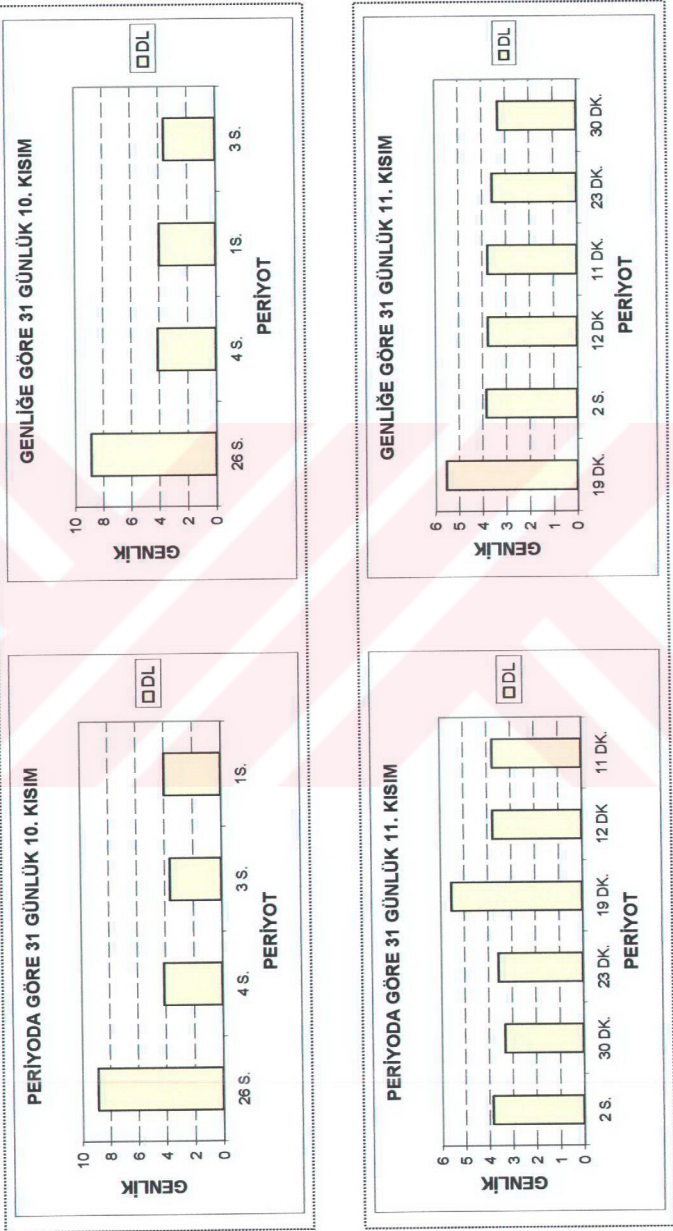 PERİYODA GÖRE 31 GÜNLÜK 10. KISIM
GENLİK
10
8
6
4
2
0
26 S.
4 S.
3 S.
1S.
PERİYOT
DL
GENLİĞE GÖRE 31 GÜNLÜK 10. KISIM
GENLİK
10
8
6
4
2
0
26 S.
4 S.
1S.
3 S.
PERİYOT
DL
PERİYODA GÖRE 31 GÜNLÜK 11. KISIM
GENLİK
6
5
4
3
2
1
0
2 S.
30 DK.
23 DK.
19 DK.
12 DK
11 DK.
PERİYOT
DL
GENLİĞE GÖRE 31 GÜNLÜK 11. KISIM
GENLİK
6
5
4
3
2
1
0
19 DK.
2 S.
12 DK
11 DK.
23 DK.
30 DK.
PERİYOT
DL